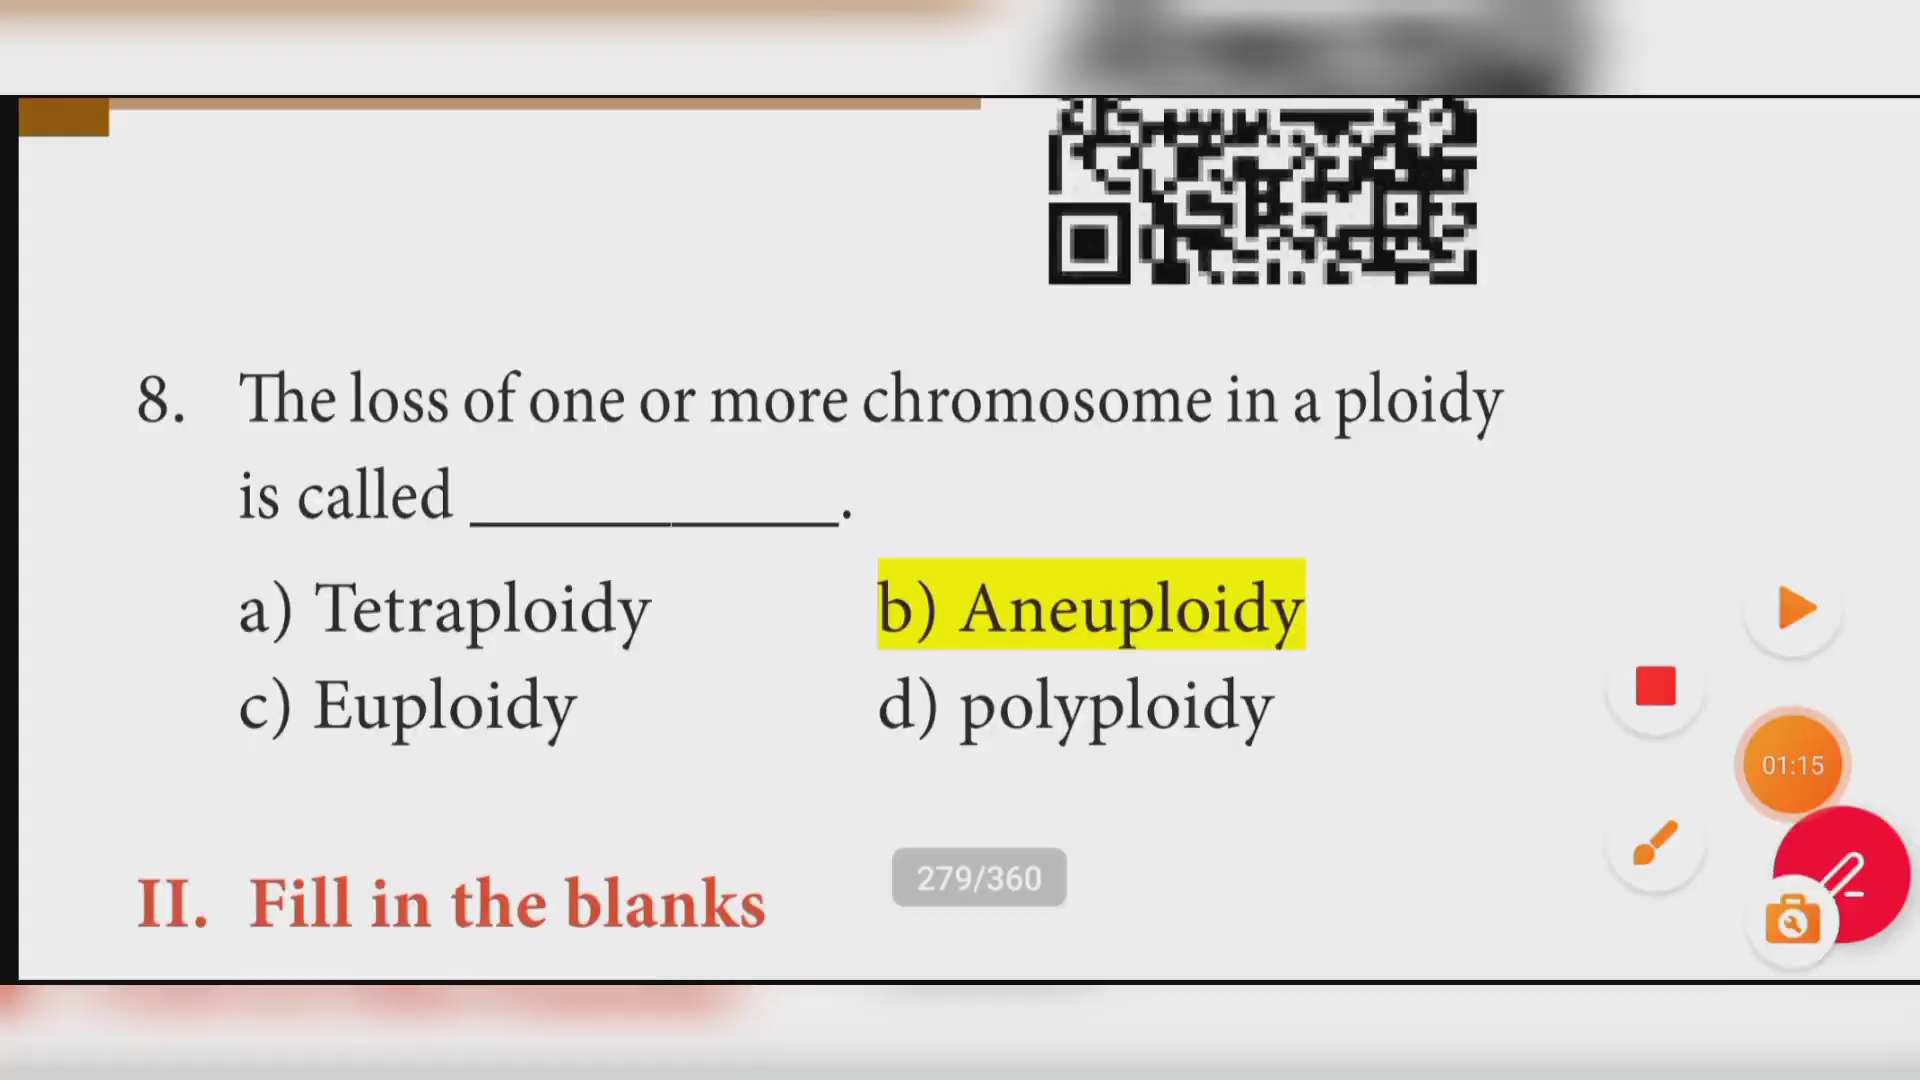 8. The loss of one or more chromosome in a ploidy
is called ____________.
a) Tetraploidy b) Aneuploidy
c) Euploidy d) polyploidy
01:15
279/360
II. Fill in the blanks